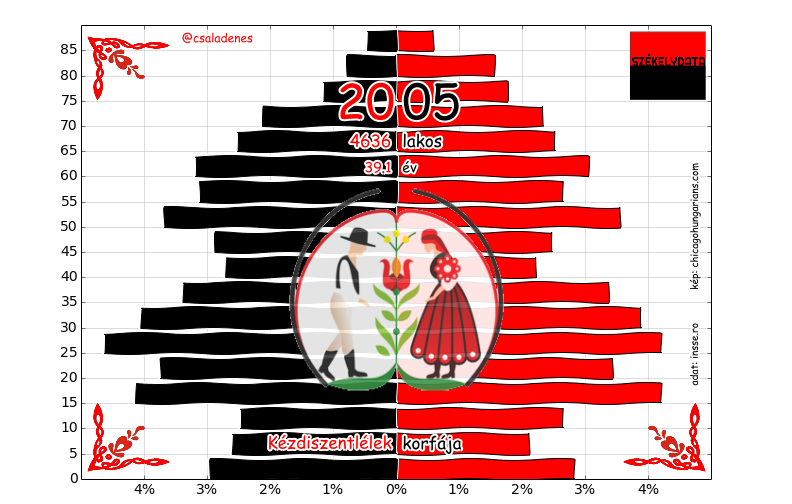 @csaladenes
SZÉKELYDATA
2005
4636 lakos
39.1 év
kép: chicagohungarians.com
adat: insse.ro
Kézdiszentlélek korfája
85
80
75
70
65
60
55
50
45
40
35
30
25
20
15
10
5
0
4% 3% 2% 1% 0% 1% 2% 3% 4%